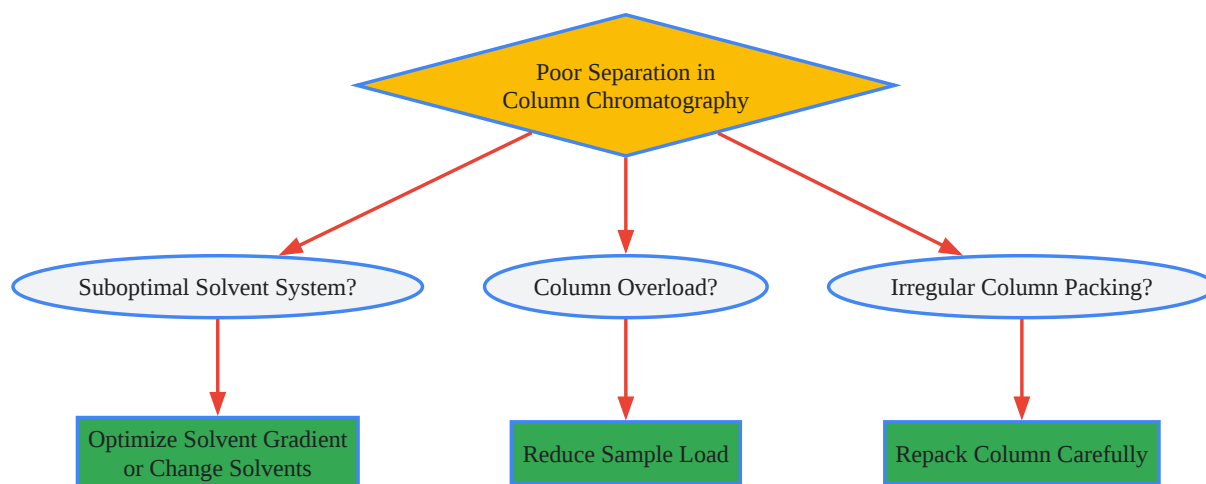 Poor Separation in
Column Chromatography
Suboptimal Solvent System?
Column Overload?
Irregular Column Packing?
Optimize Solvent Gradient
or Change Solvents
Reduce Sample Load
Repack Column Carefully